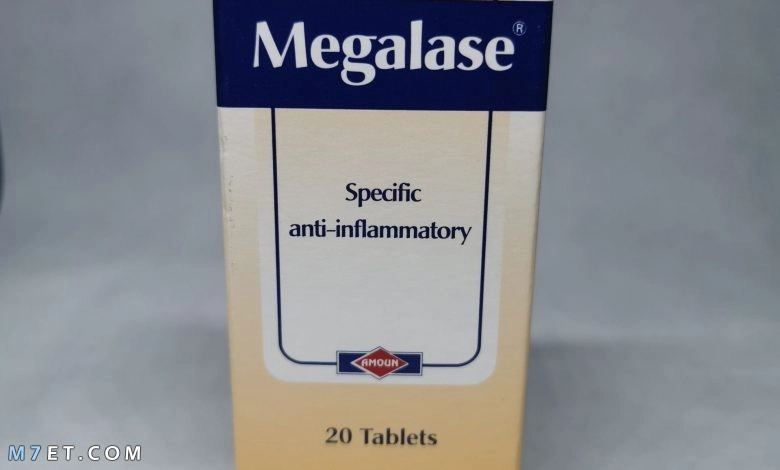 Megalase®
Specific
anti-inflammatory
AMOUN
20 Tablets
M7ET.COM